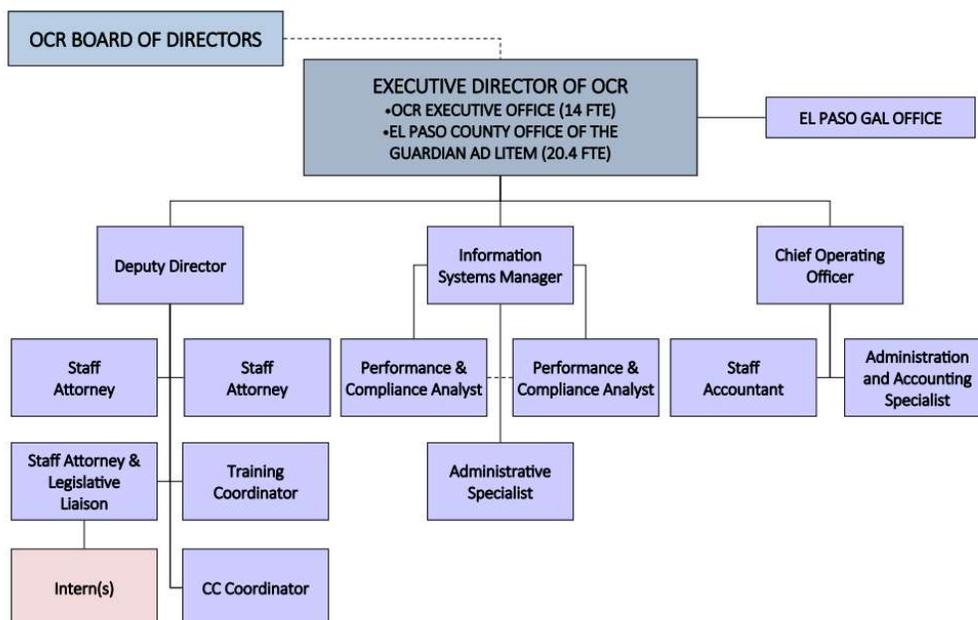 OCR BOARD OF DIRECTORS
EXECUTIVE DIRECTOR OF OCR
•OCR EXECUTIVE OFFICE (14 FTE)
•EL PASO COUNTY OFFICE OF THE
GUARDIAN AD LITEM (20.4 FTE)
EL PASO GAL OFFICE
Deputy Director
Information
Systems Manager
Chief Operating
Officer
Staff
Attorney
Staff
Attorney
Performance &
Compliance Analyst
Performance &
Compliance Analyst
Staff
Accountant
Administration
and Accounting
Specialist
Staff Attorney &
Legislative
Liaison
Training
Coordinator
Administrative
Specialist
Intern(s)
CC Coordinator